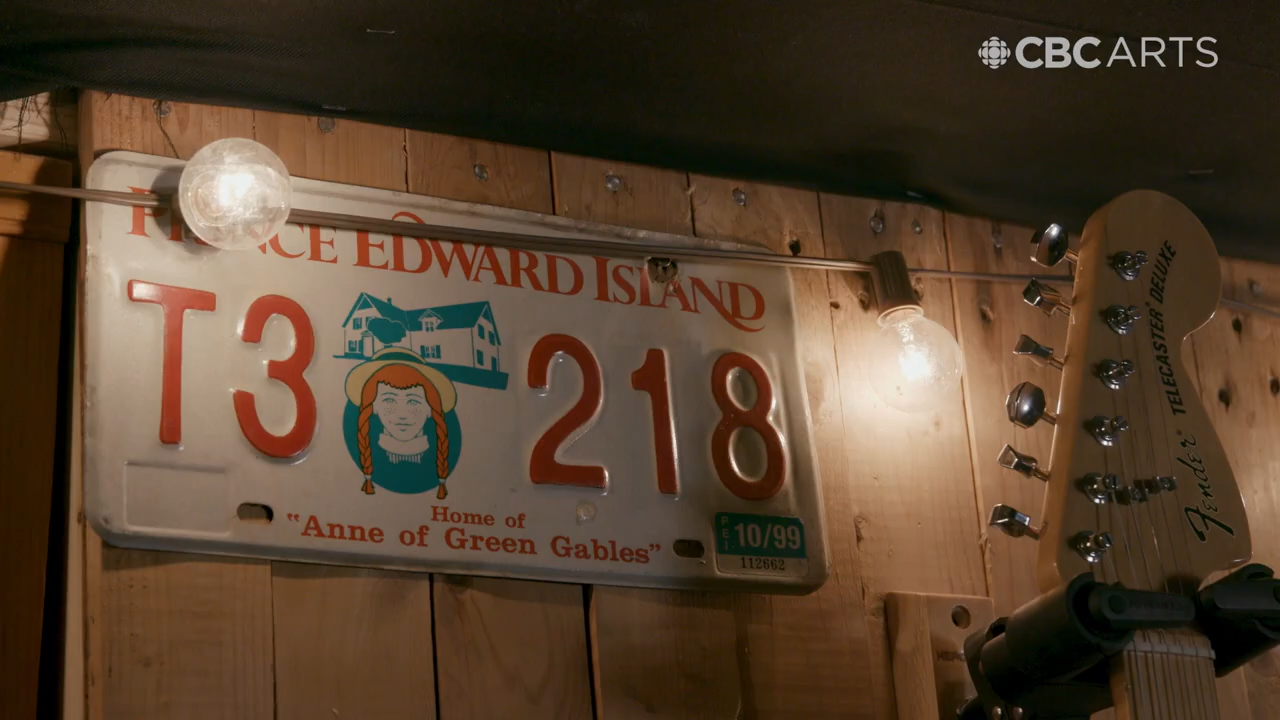 CBC ARTS
PRINCE EDWARD ISLAND
T3 218
Home of
"Anne of Green Gables"
PEI 10/99
112662
Fender TELECASTER DELUXE